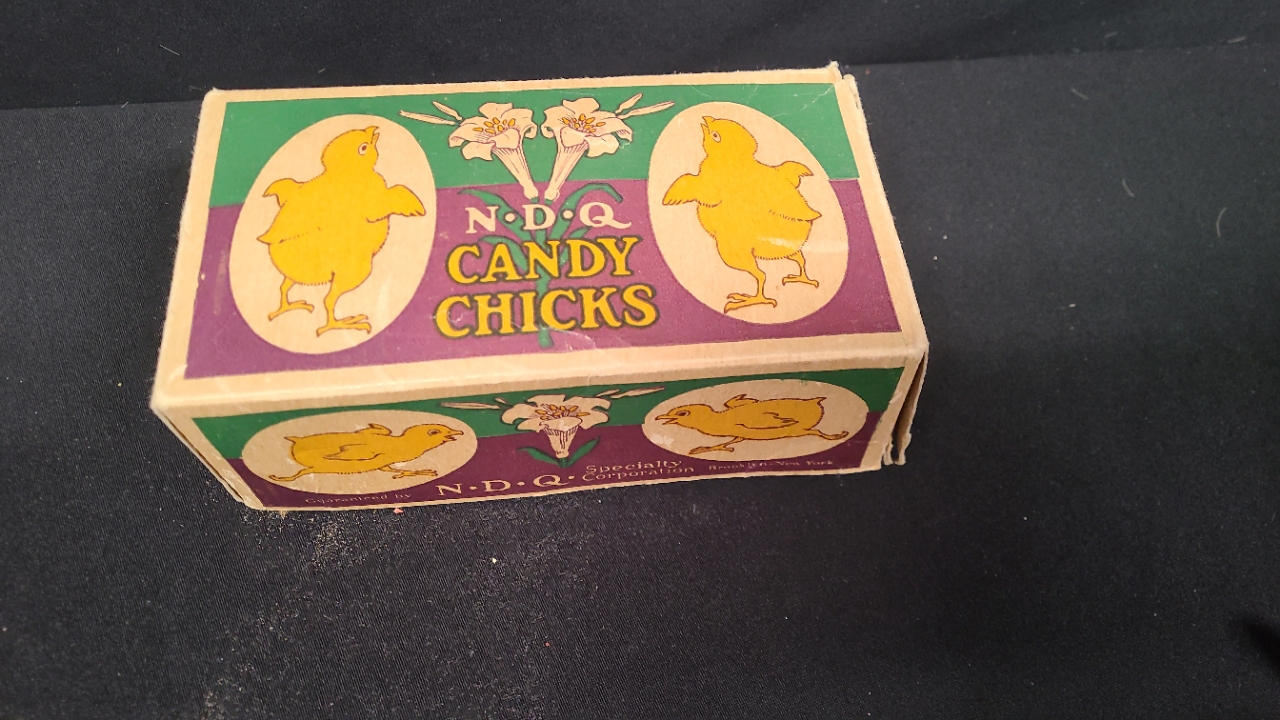 N·D·Q
CANDY
CHICKS
Guaranteed by N·D·Q· Specialty Corporation Brooklyn-New York